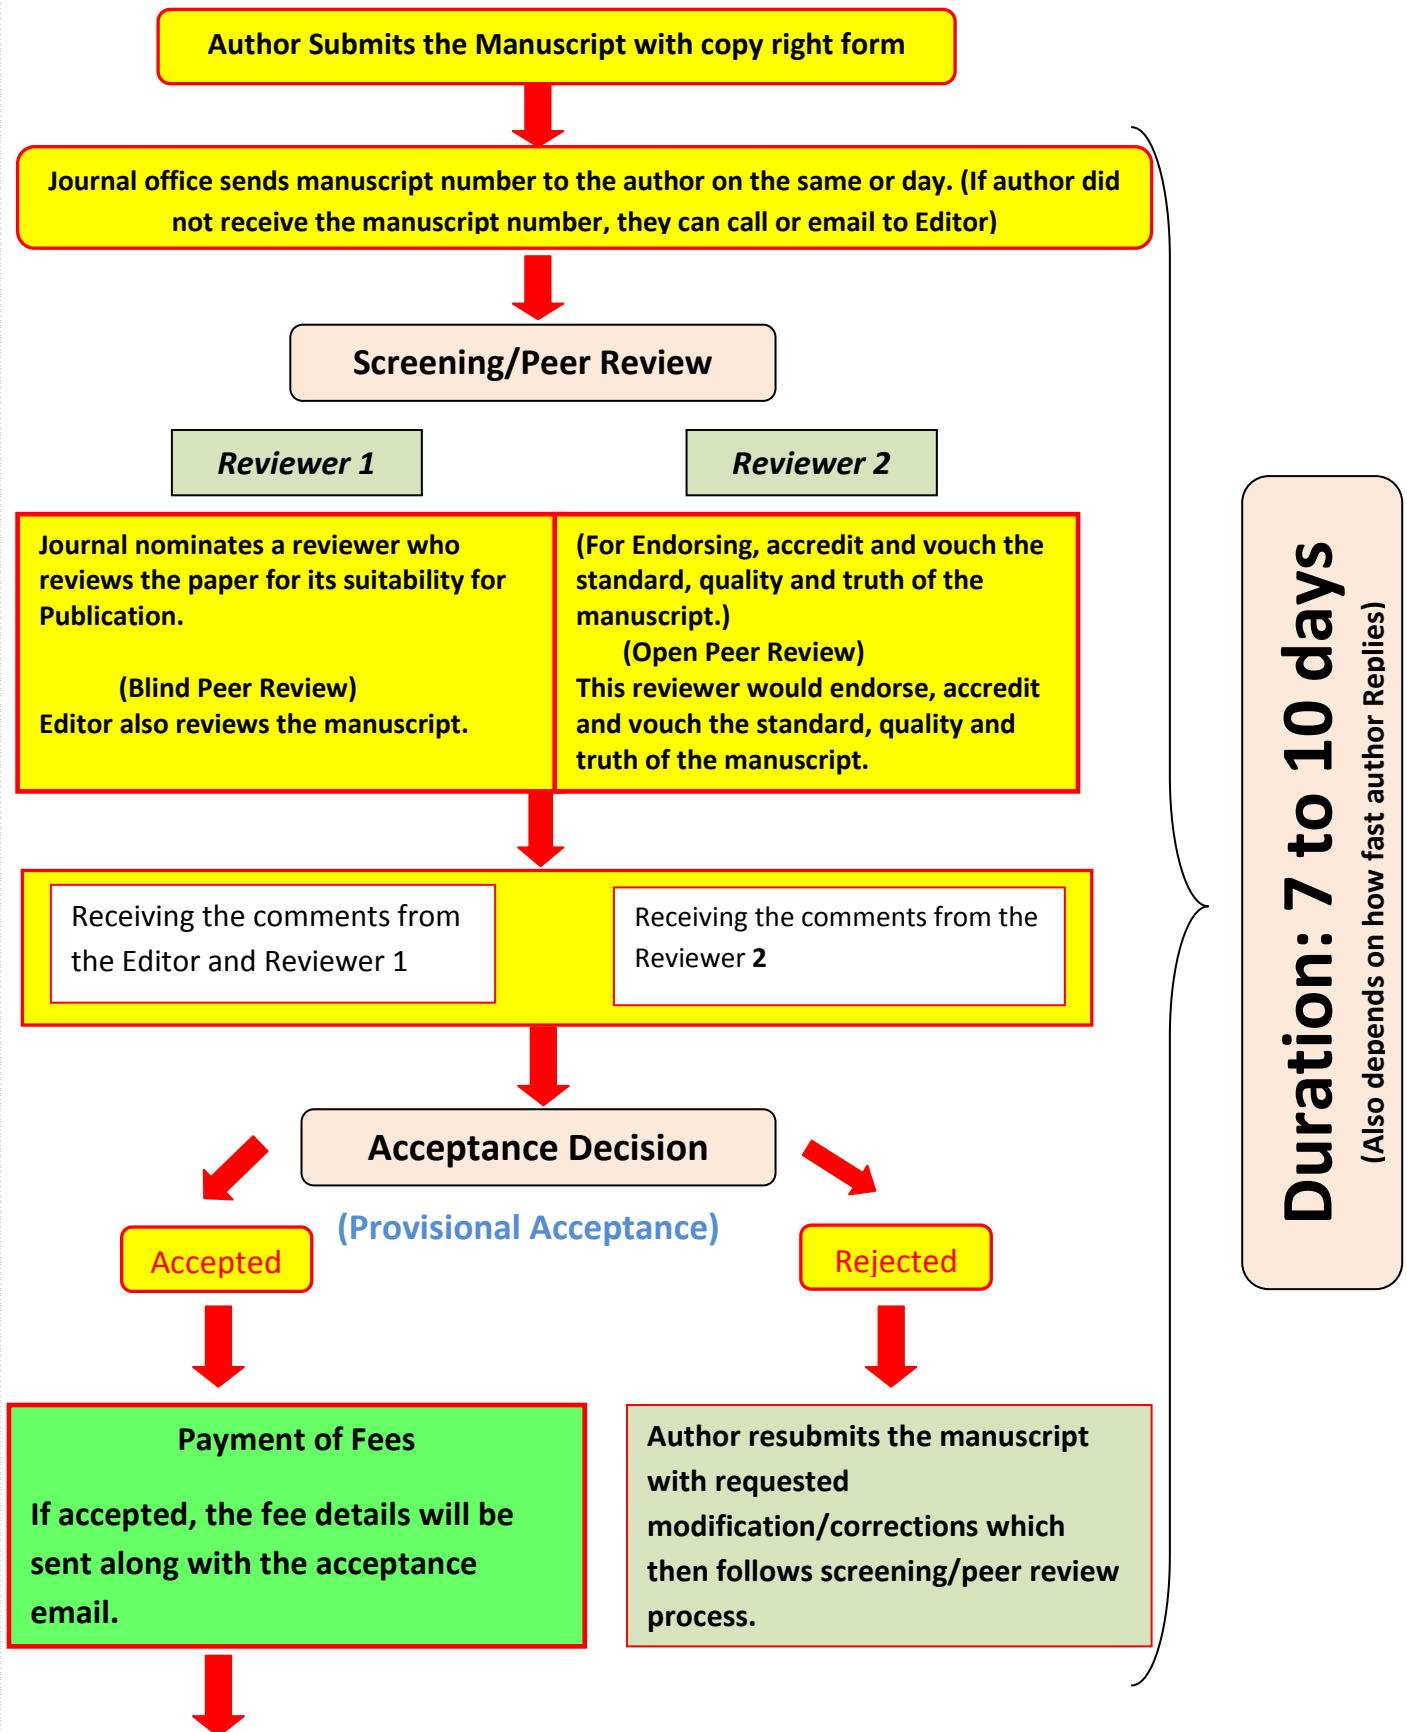 Author Submits the Manuscript with copy right form
Journal office sends manuscript number to the author on the same or day. (If author did
not receive the manuscript number, they can call or email to Editor)
Screening/Peer Review
Reviewer 1
Reviewer 2
Journal nominates a reviewer who
reviews the paper for its suitability for
Publication.
(Blind Peer Review)
Editor also reviews the manuscript.
(For Endorsing, accredit and vouch the
standard, quality and truth of the
manuscript.)
(Open Peer Review)
This reviewer would endorse, accredit
and vouch the standard, quality and
truth of the manuscript.
Receiving the comments from
the Editor and Reviewer 1
Receiving the comments from the
Reviewer 2
Acceptance Decision
(Provisional Acceptance)
Accepted
Rejected
Payment of Fees
If accepted, the fee details will be
sent along with the acceptance
email.
Author resubmits the manuscript
with requested
modification/corrections which
then follows screening/peer review
process.
Duration: 7 to 10 days
(Also depends on how fast author Replies)